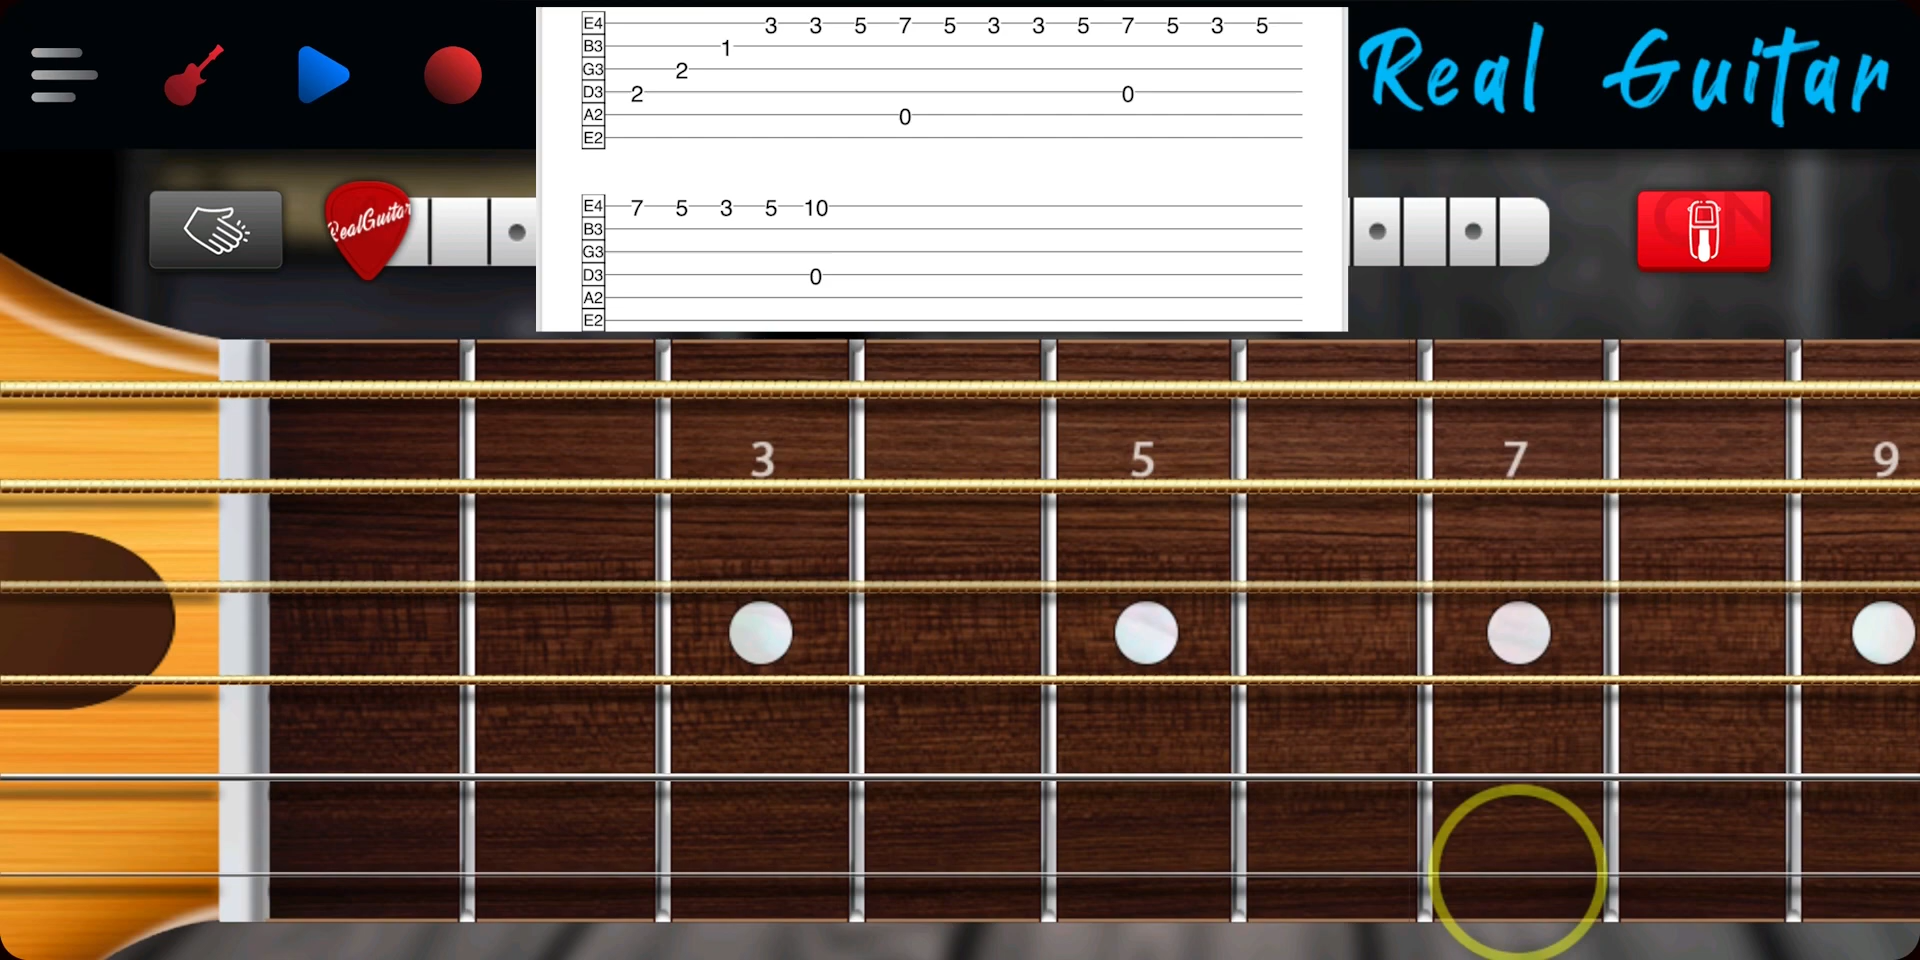 E4 3 3 5 7 5 3 3 5 7 5 3 5
B3 1
G3 2
D3 2 0
A2 0
E2
E4 7 5 3 5 10
B3
G3
D3 0
A2
E2
Real Guitar
RealGuitar
ON
3 5 7 9